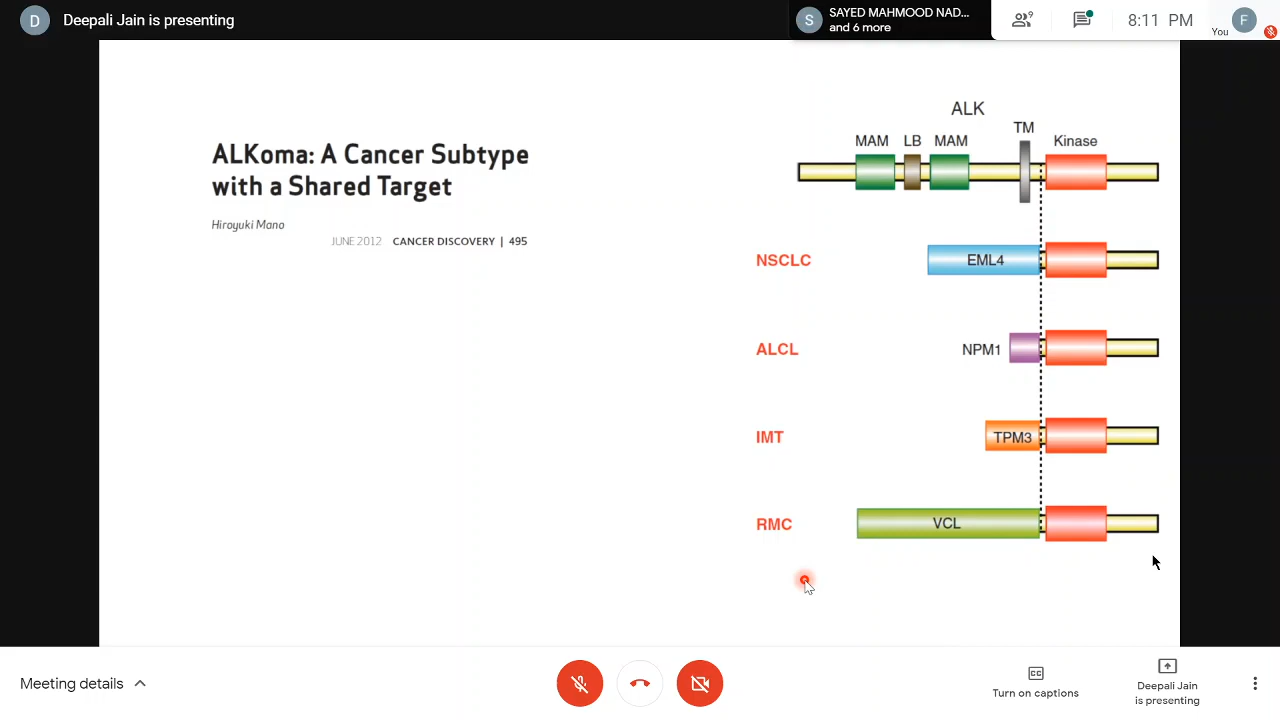 D Deepali Jain is presenting
S SAYED MAHMOOD NAD...
and 6 more
9
8:11 PM
You F
ALKoma: A Cancer Subtype
with a Shared Target
Hiroyuki Mano
JUNE 2012 CANCER DISCOVERY | 495
ALK
MAM LB MAM TM Kinase
NSCLC EML4
ALCL NPM1
IMT TPM3
RMC VCL
Meeting details
CC
Turn on captions
Deepali Jain
is presenting